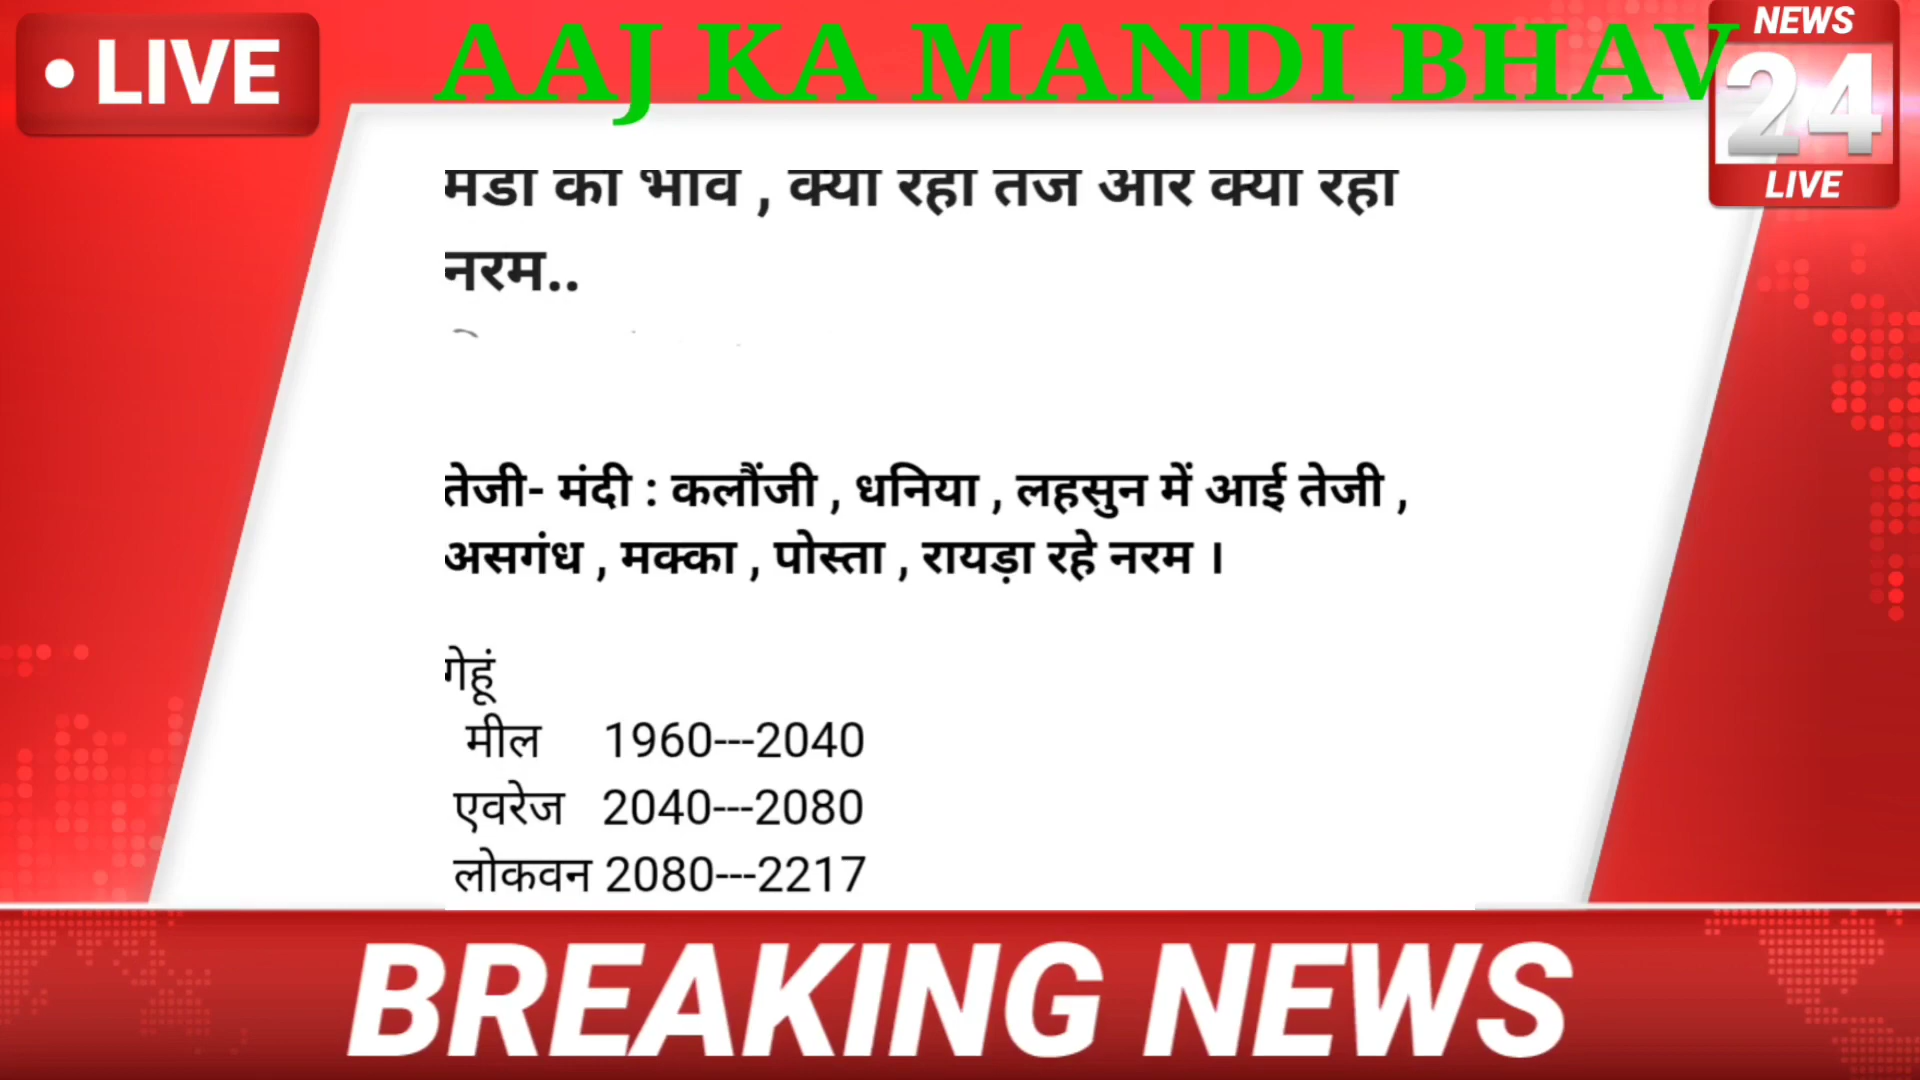 • LIVE
AAJ KA MANDI BHAV
NEWS
24
LIVE
मंडी का भाव , क्या रहा तेज और क्या रहा
नरम..
तेजी- मंदी : कलौंजी , धनिया , लहसुन में आई तेजी ,
असगंध , मक्का , पोस्ता , रायड़ा रहे नरम ।
गेहूं
मील 1960---2040
एवरेज 2040---2080
लोकवन 2080---2217
BREAKING NEWS